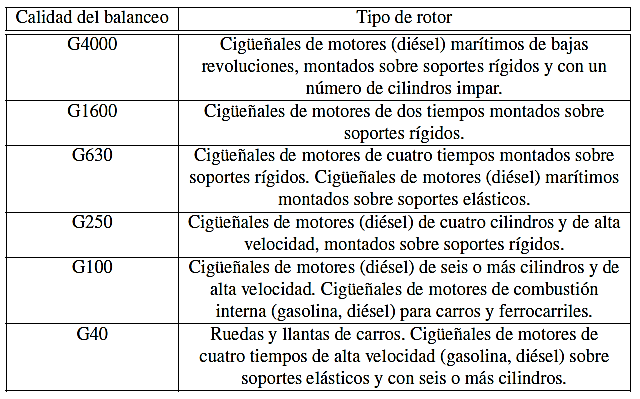 Calidad del balanceo Tipo de rotor
G4000 Cigüeñales de motores (diésel) marítimos de bajas
revoluciones, montados sobre soportes rígidos y con un
número de cilindros impar.
G1600 Cigüeñales de motores de dos tiempos montados sobre
soportes rígidos.
G630 Cigüeñales de motores de cuatro tiempos montados sobre
soportes rígidos. Cigüeñales de motores (diésel) marítimos
montados sobre soportes elásticos.
G250 Cigüeñales de motores (diésel) de cuatro cilindros y de alta
velocidad, montados sobre soportes rígidos.
G100 Cigüeñales de motores (diésel) de seis o más cilindros y de
alta velocidad. Cigüeñales de motores de combustión
interna (gasolina, diésel) para carros y ferrocarriles.
G40 Ruedas y llantas de carros. Cigüeñales de motores de
cuatro tiempos de alta velocidad (gasolina, diésel) sobre
soportes elásticos y con seis o más cilindros.